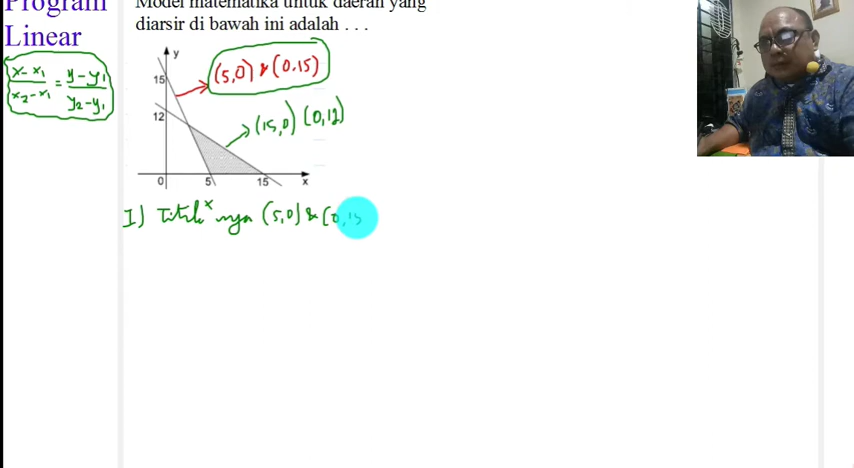 Program
Linear
x - x₁ / x₂ - x₁ = y - y₁ / y₂ - y₁
Model matematika untuk daerah yang
diarsir di bawah ini adalah . . .
y
15
(5,0) & (0,15)
12
(15,0) (0,12)
0 5 15 x
I) Titik² nya (5,0) & (0,15